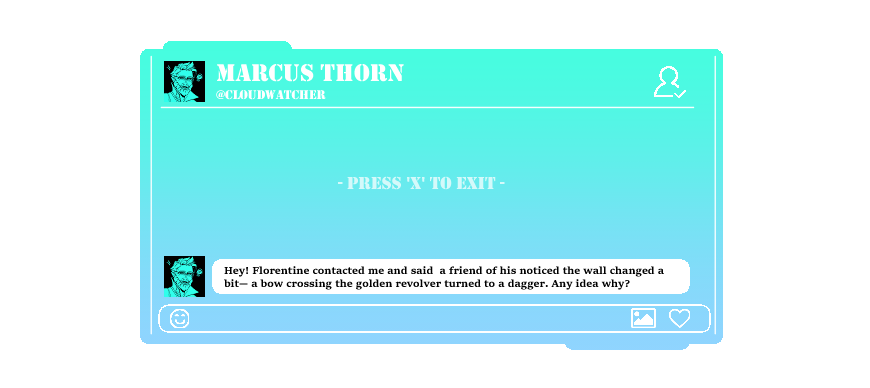 MARCUS THORN
@CLOUDWATCHER
- PRESS 'X' TO EXIT -
Hey! Florentine contacted me and said  a friend of his noticed the wall changed a
bit— a bow crossing the golden revolver turned to a dagger. Any idea why?